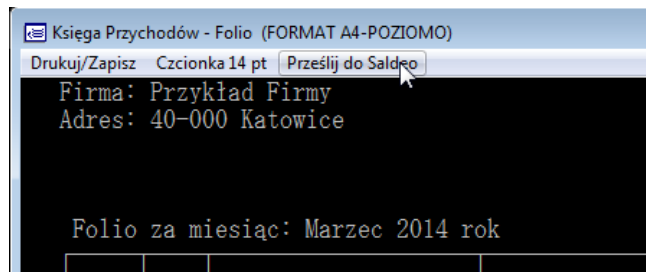 Księga Przychodów - Folio (FORMAT A4-POZIOMO)
Drukuj/Zapisz Czcionka 14 pt Prześlij do Saldeo
Firma: Przykład Firmy
Adres: 40-000 Katowice
Folio za miesiąc: Marzec 2014 rok